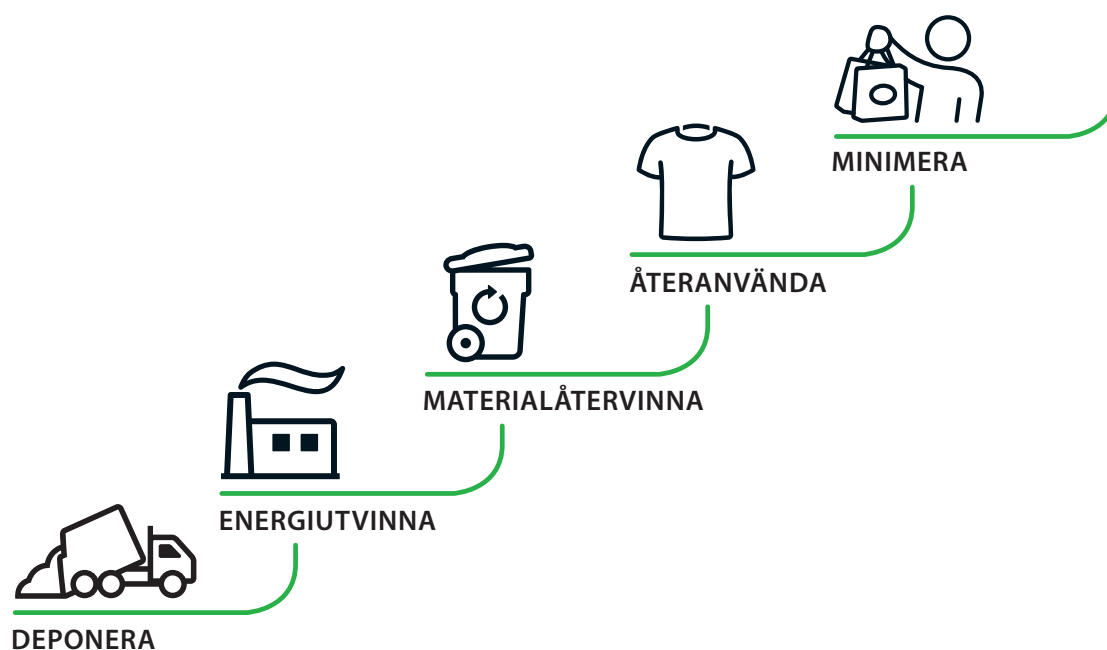 MINIMERA
ÅTERANVÄNDA
MATERIALÅTERVINNA
ENERGIUTVINNA
DEPONERA